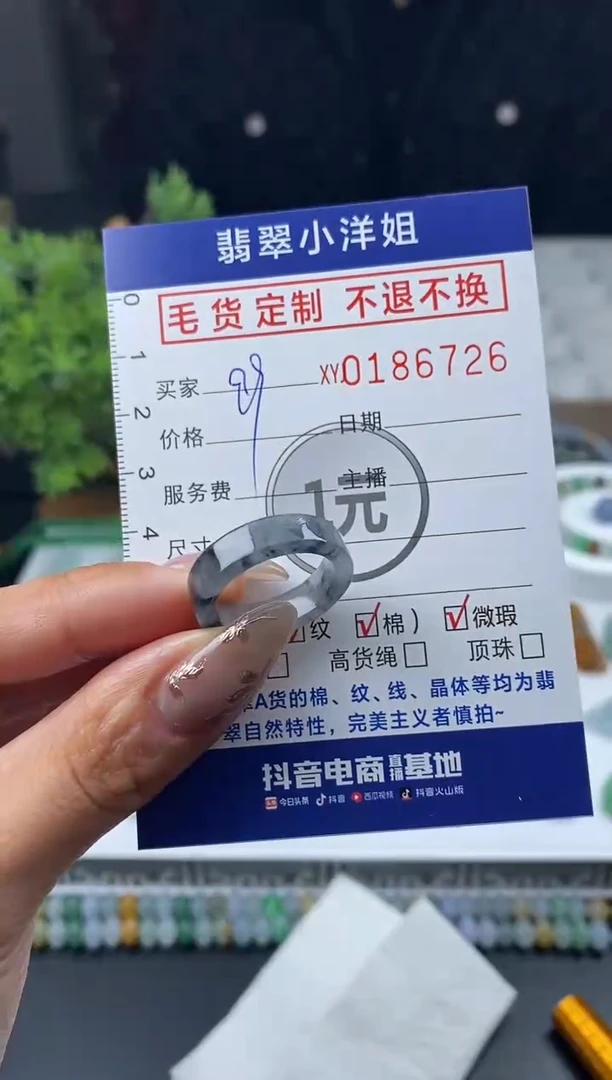 翡翠小洋姐
毛货定制 不退不换
0
1
2
3
4
买家
XY.0186726
价格
日期
服务费
主播
1元
尺寸
纹 棉） 微瑕
高货绳 顶珠
A货的棉、纹、线、晶体等均为翡
翠自然特性，完美主义者慎拍~
抖音电商直播基地
今日头条 抖音 西瓜视频 抖音火山版